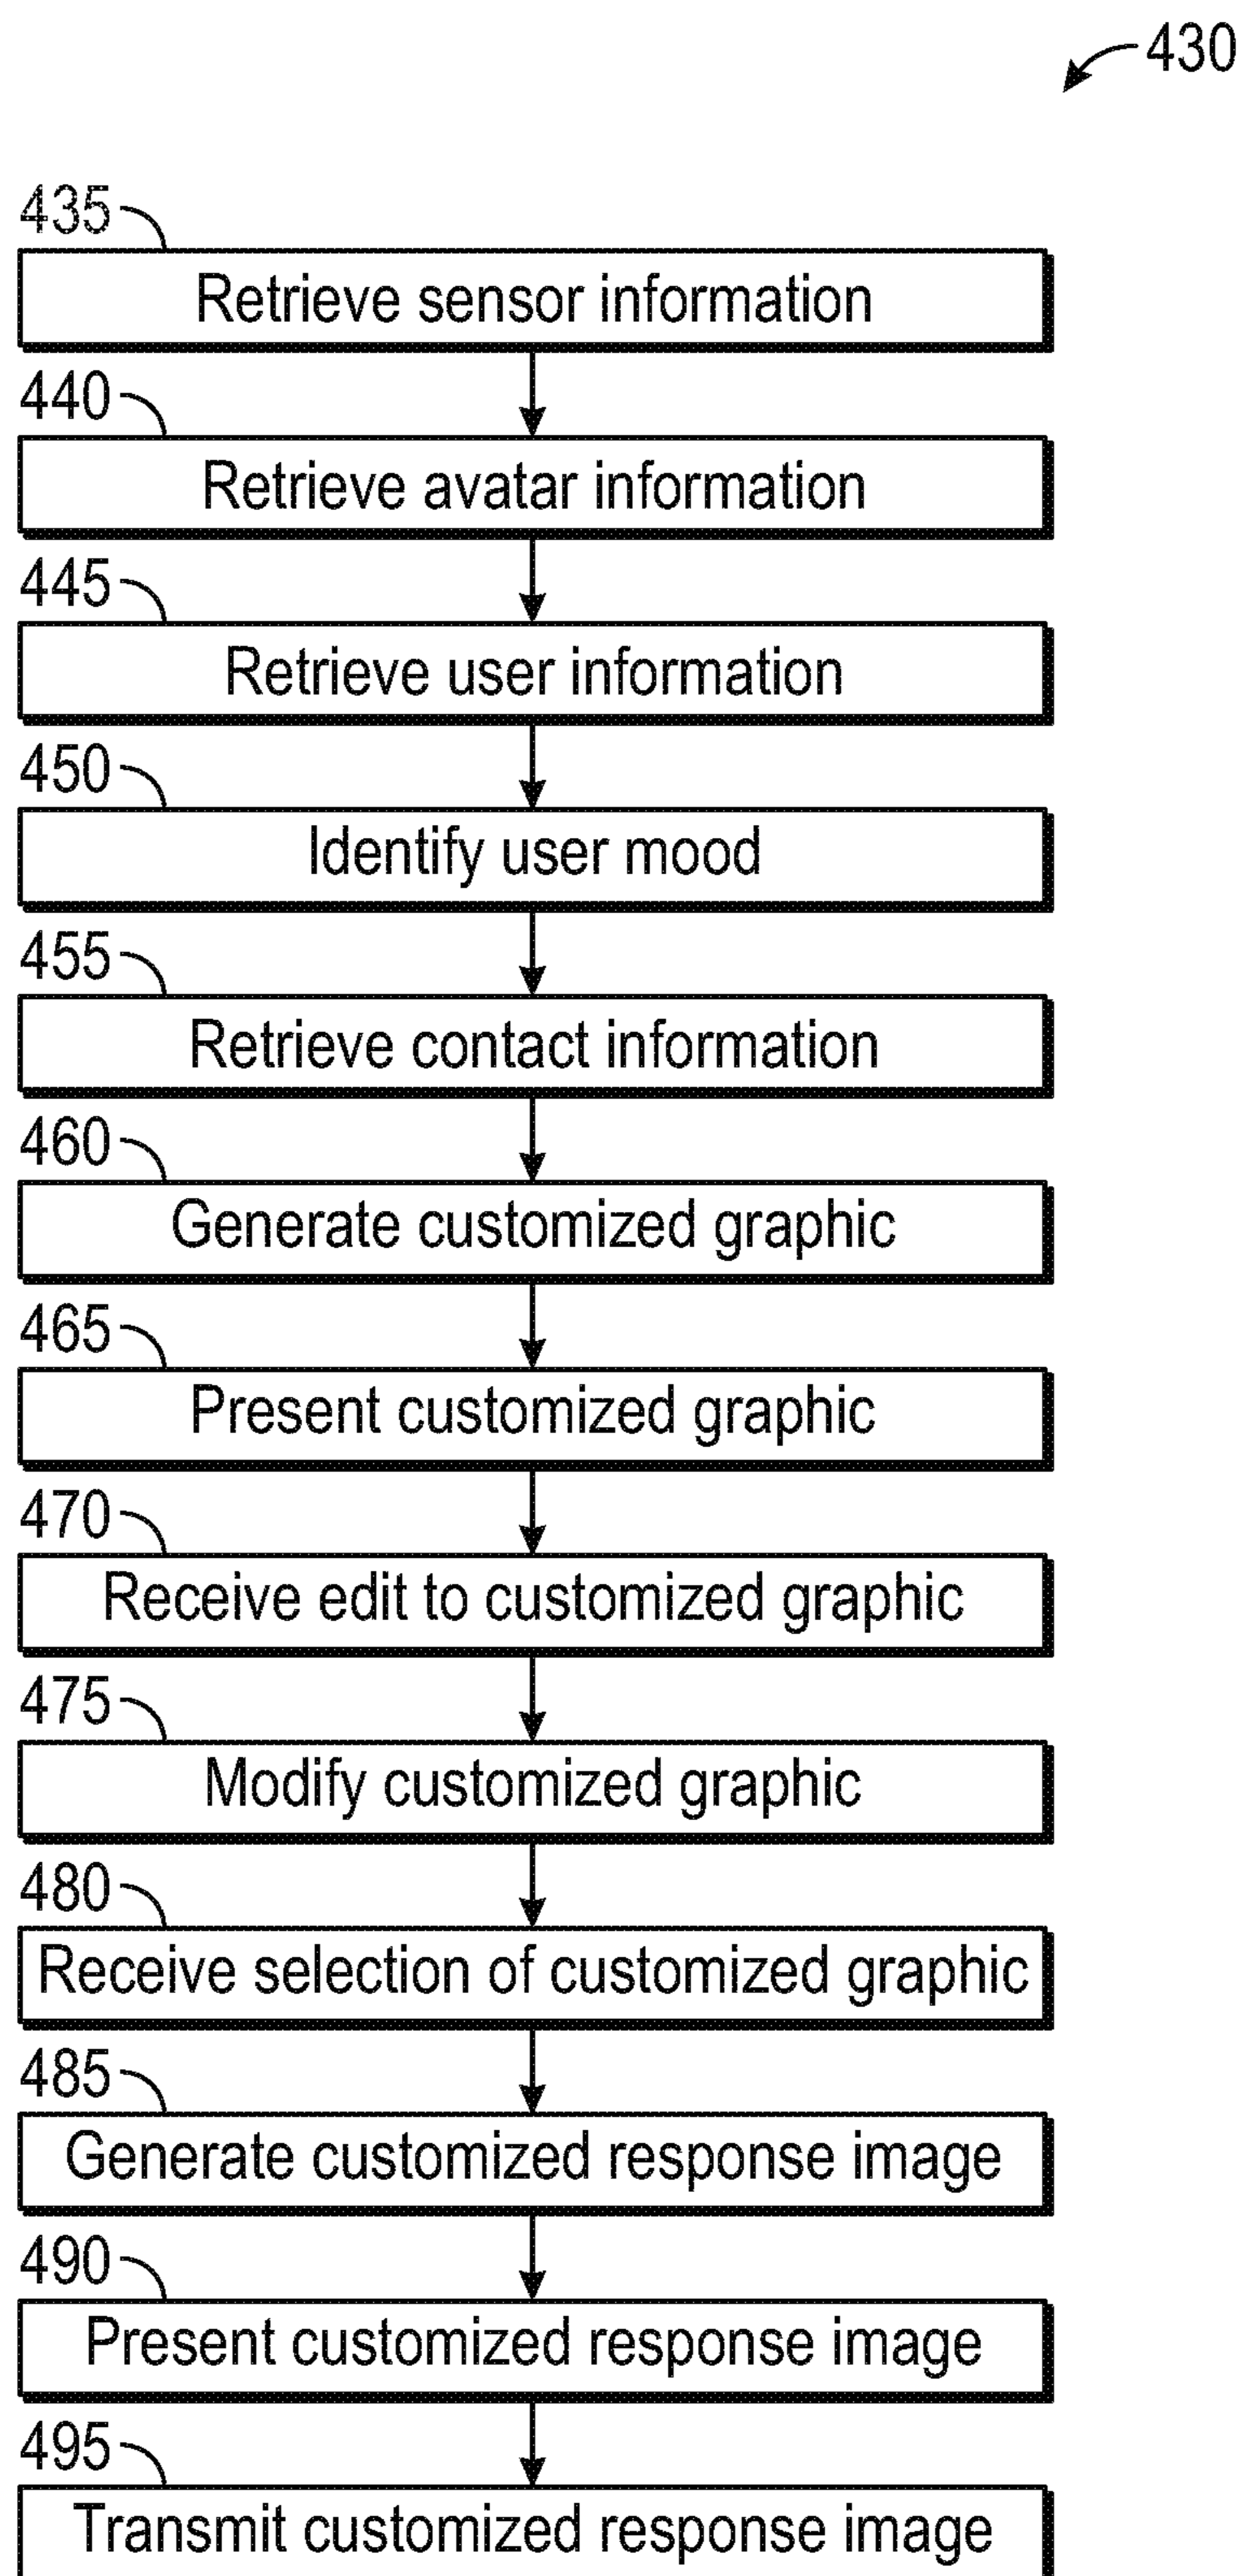 430
435
Retrieve sensor information
440
Retrieve avatar information
445
Retrieve user information
450
Identify user mood
455
Retrieve contact information
460
Generate customized graphic
465
Present customized graphic
470
Receive edit to customized graphic
475
Modify customized graphic
480
Receive selection of customized graphic
485
Generate customized response image
490
Present customized response image
495
Transmit customized response image